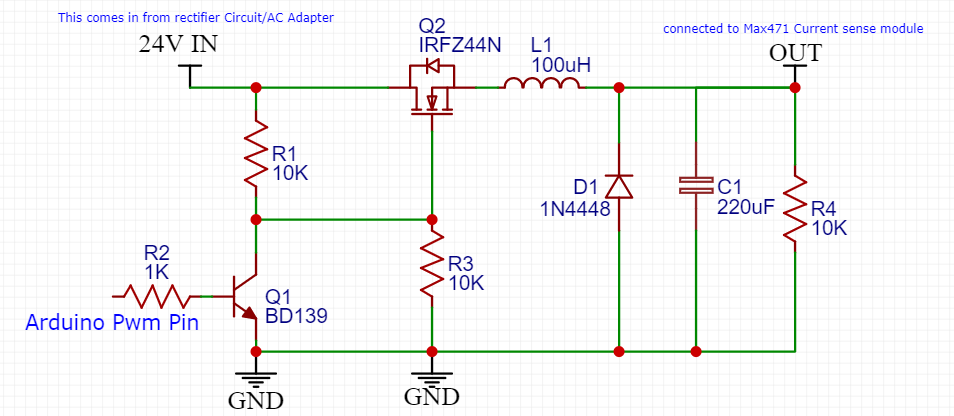 This comes in from rectifier Circuit/AC Adapter
24V IN
Q2
IRFZ44N
L1
100uH
connected to Max471 Current sense module
OUT
R1
10K
D1
1N4448
C1
220uF
R4
10K
R2
1K
R3
10K
Q1
BD139
Arduino Pwm Pin
GND
GND